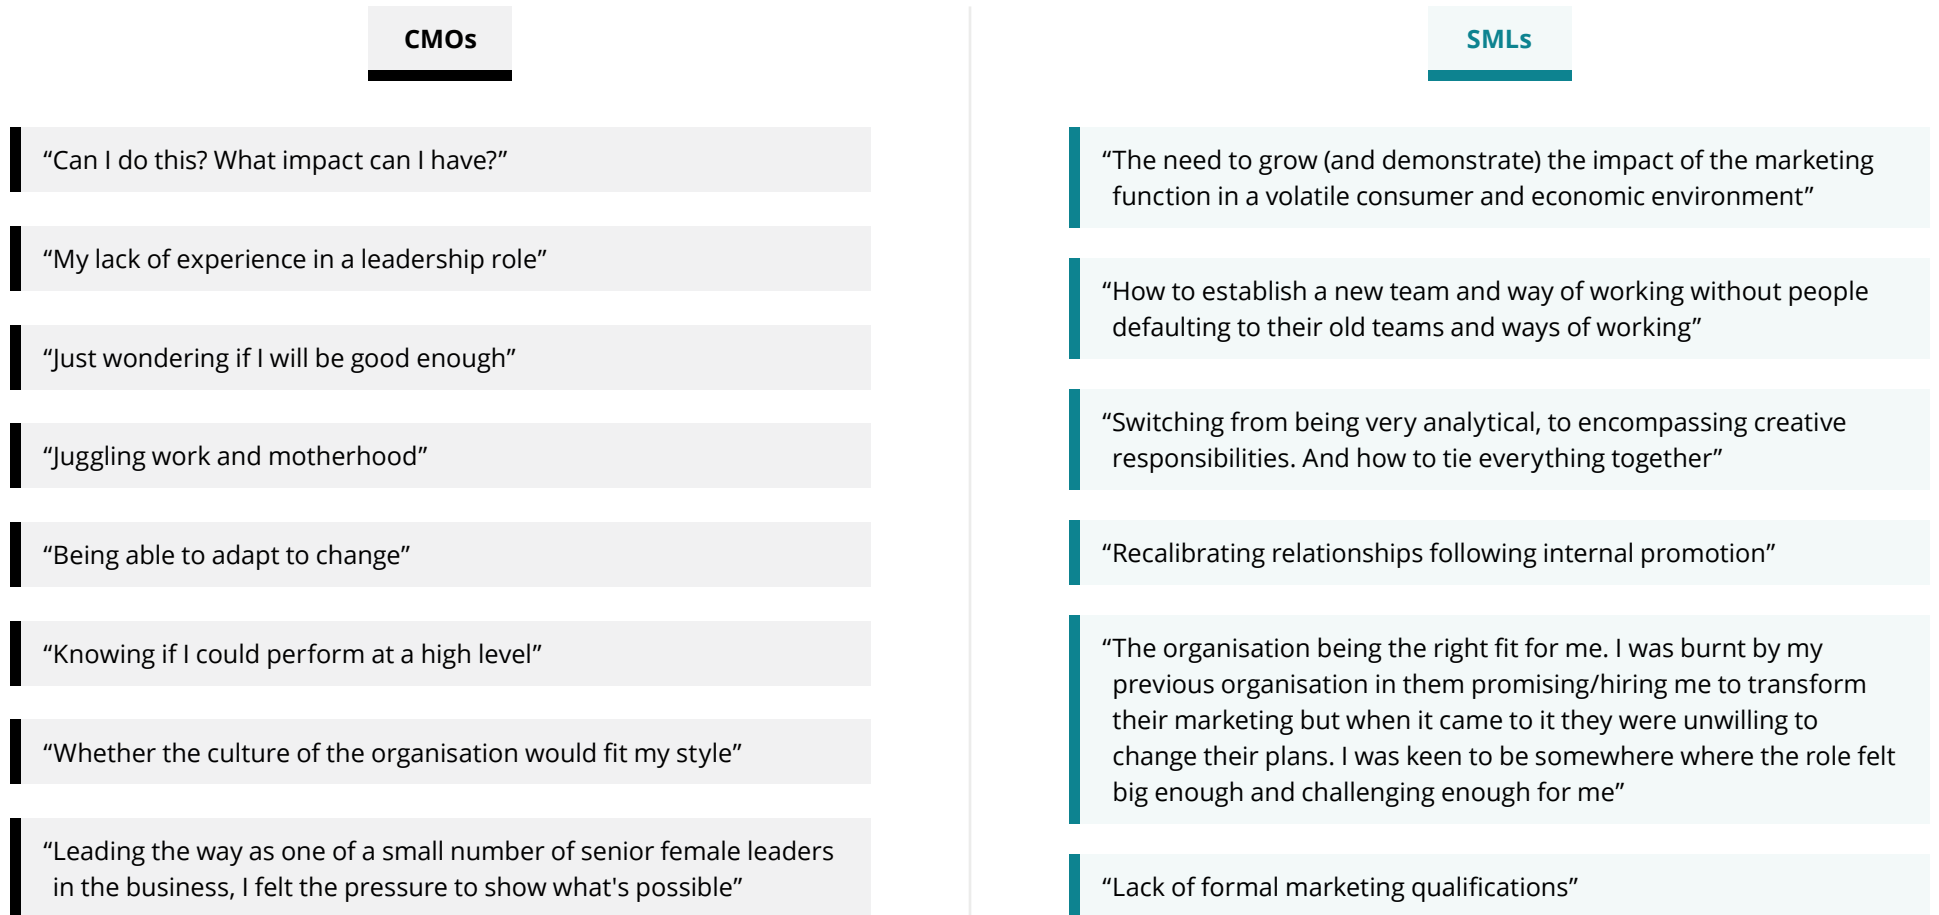 CMOs
“Can I do this? What impact can I have?”
“My lack of experience in a leadership role”
“Just wondering if I will be good enough”
“Juggling work and motherhood”
“Being able to adapt to change”
“Knowing if I could perform at a high level”
“Whether the culture of the organisation would fit my style”
“Leading the way as one of a small number of senior female leaders
in the business, I felt the pressure to show what's possible”
SMLs
“The need to grow (and demonstrate) the impact of the marketing
function in a volatile consumer and economic environment”
“How to establish a new team and way of working without people
defaulting to their old teams and ways of working”
“Switching from being very analytical, to encompassing creative
responsibilities. And how to tie everything together”
“Recalibrating relationships following internal promotion”
“The organisation being the right fit for me. I was burnt by my
previous organisation in them promising/hiring me to transform
their marketing but when it came to it they were unwilling to
change their plans. I was keen to be somewhere where the role felt
big enough and challenging enough for me”
“Lack of formal marketing qualifications”